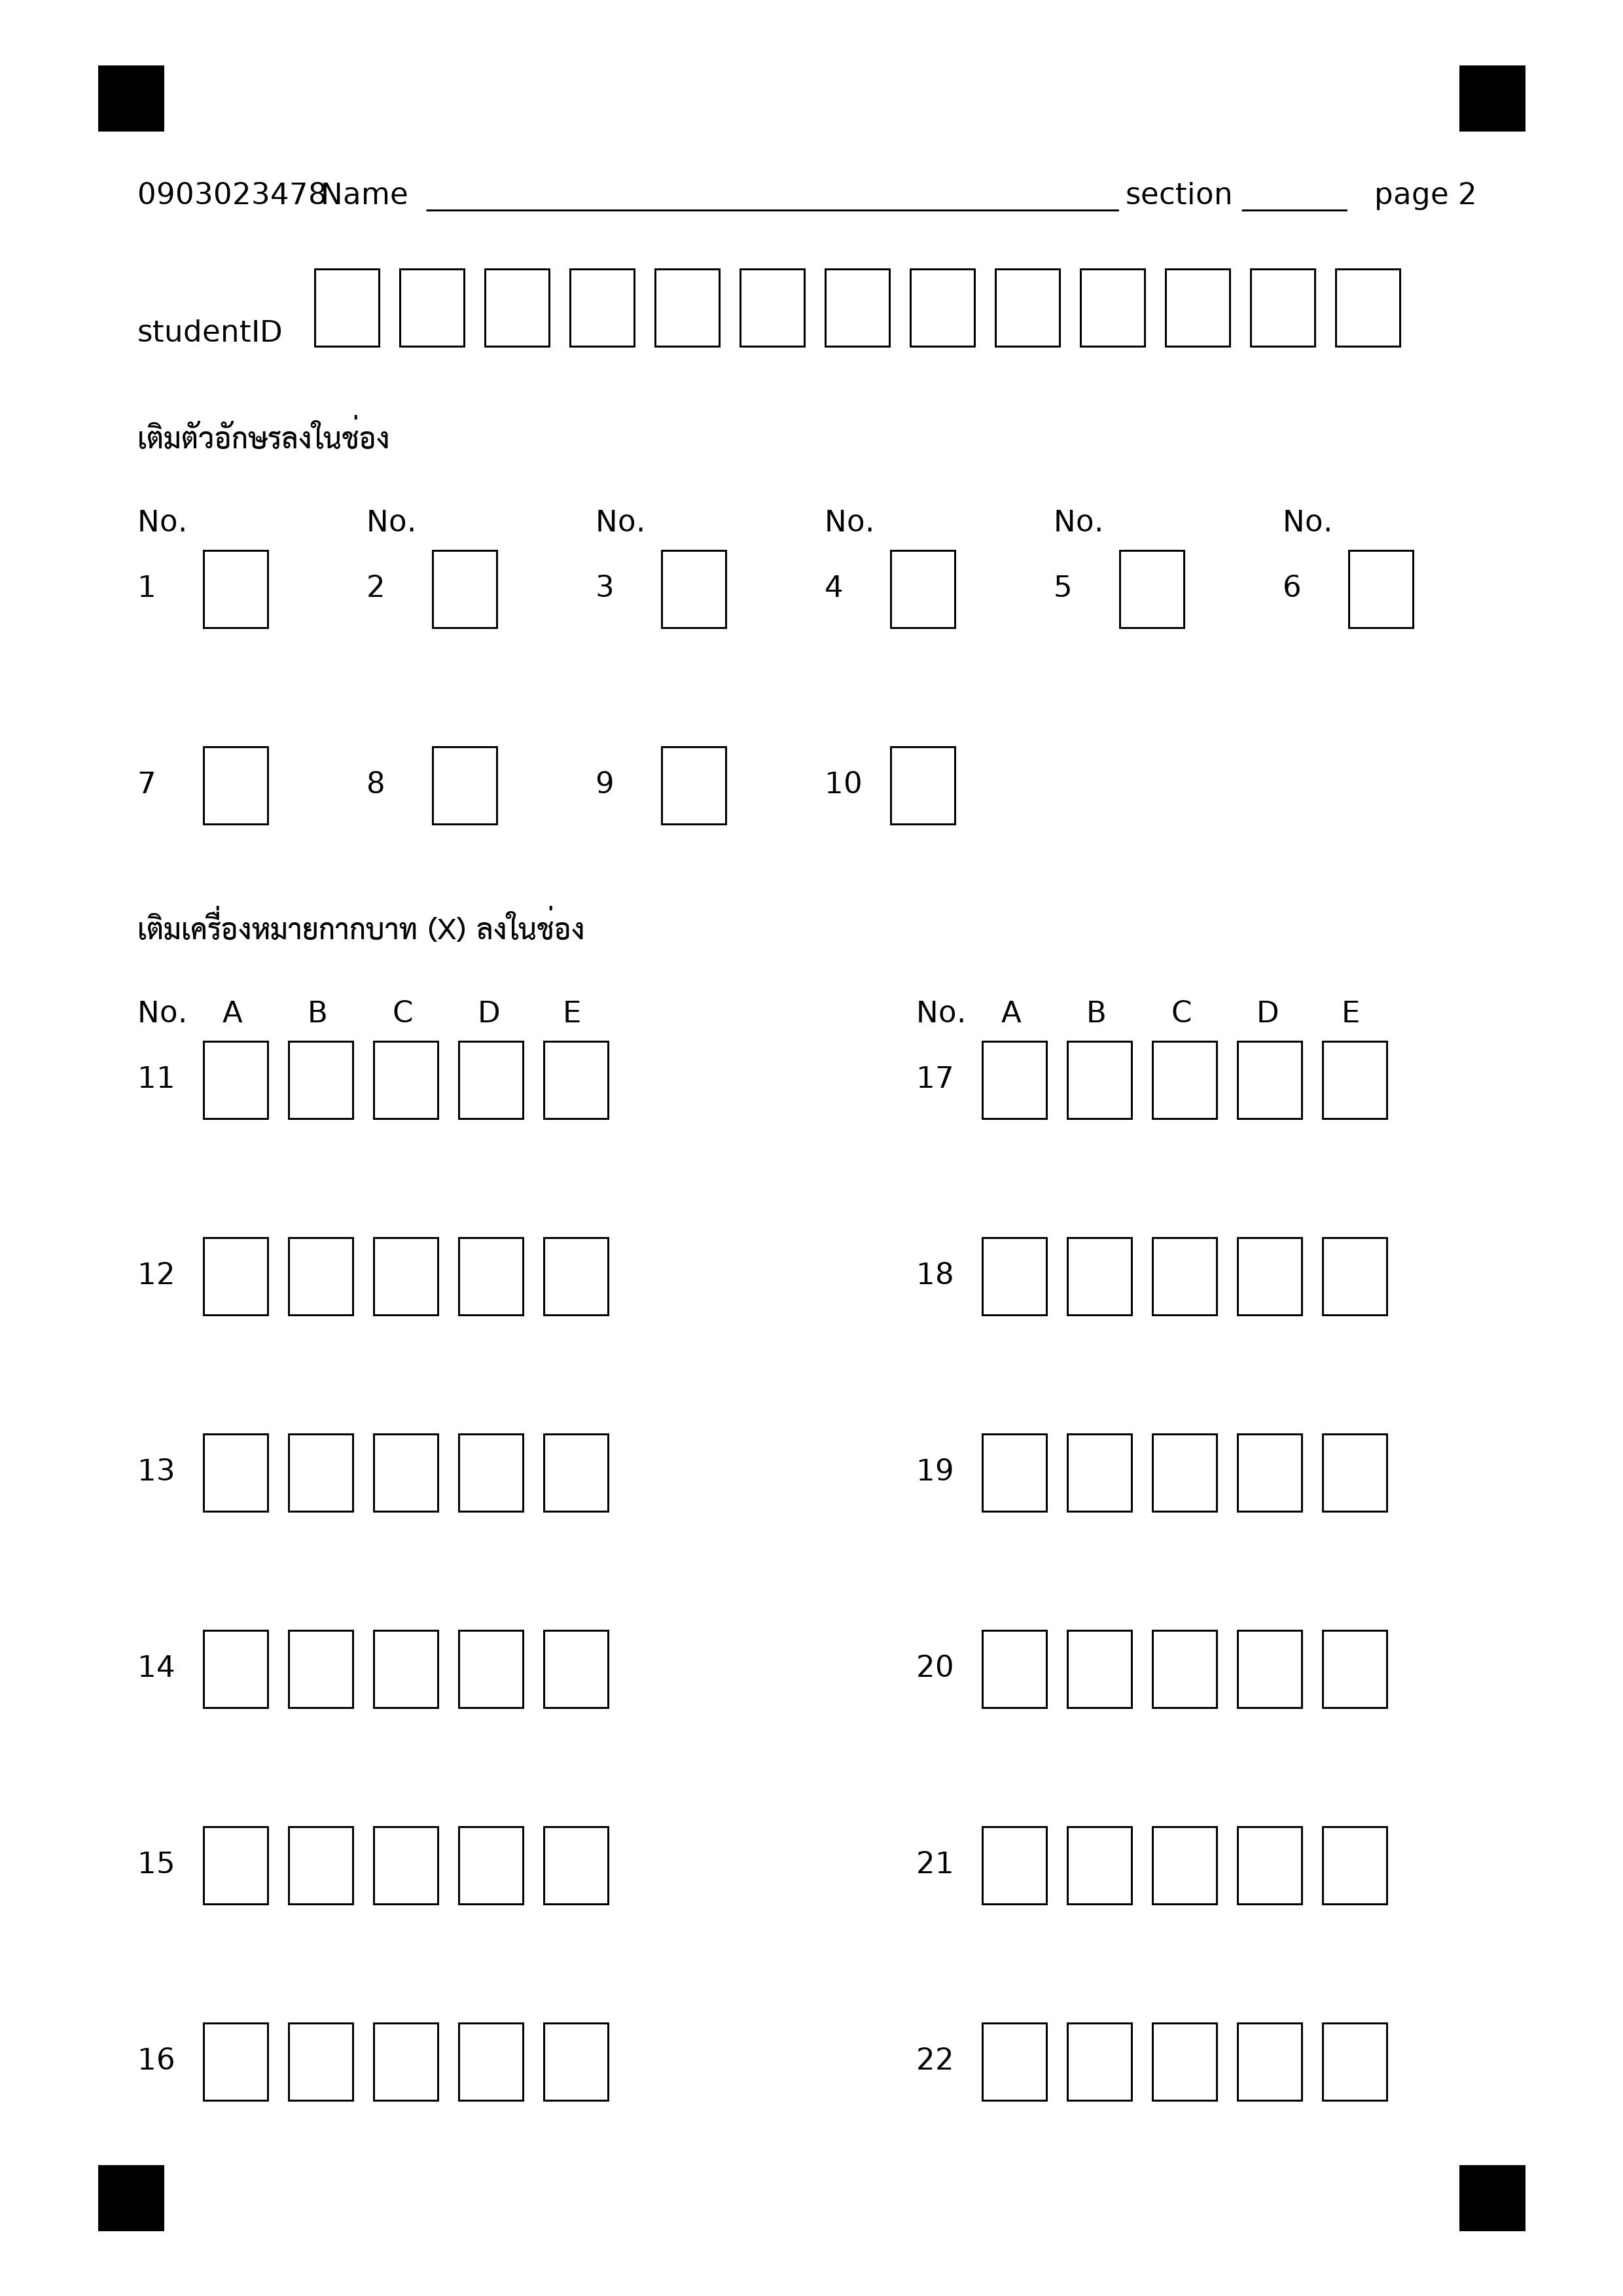 0903023478Name section page 2
studentID
เติมตัวอักษรลงในช่อง
No. No. No. No. No. No.
1 2 3 4 5 6
7 8 9 10
เติมเครื่องหมายกากบาท (X) ลงในช่อง
No. A B C D E No. A B C D E
11 17
12 18
13 19
14 20
15 21
16 22